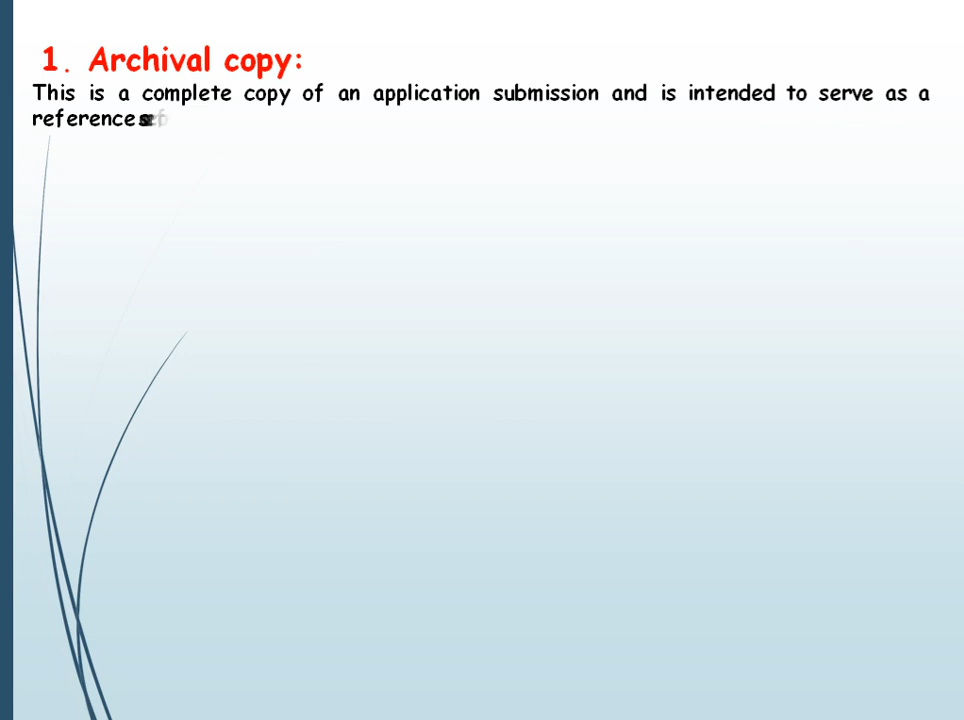 1. Archival copy:
This is a complete copy of an application submission and is intended to serve as a
reference